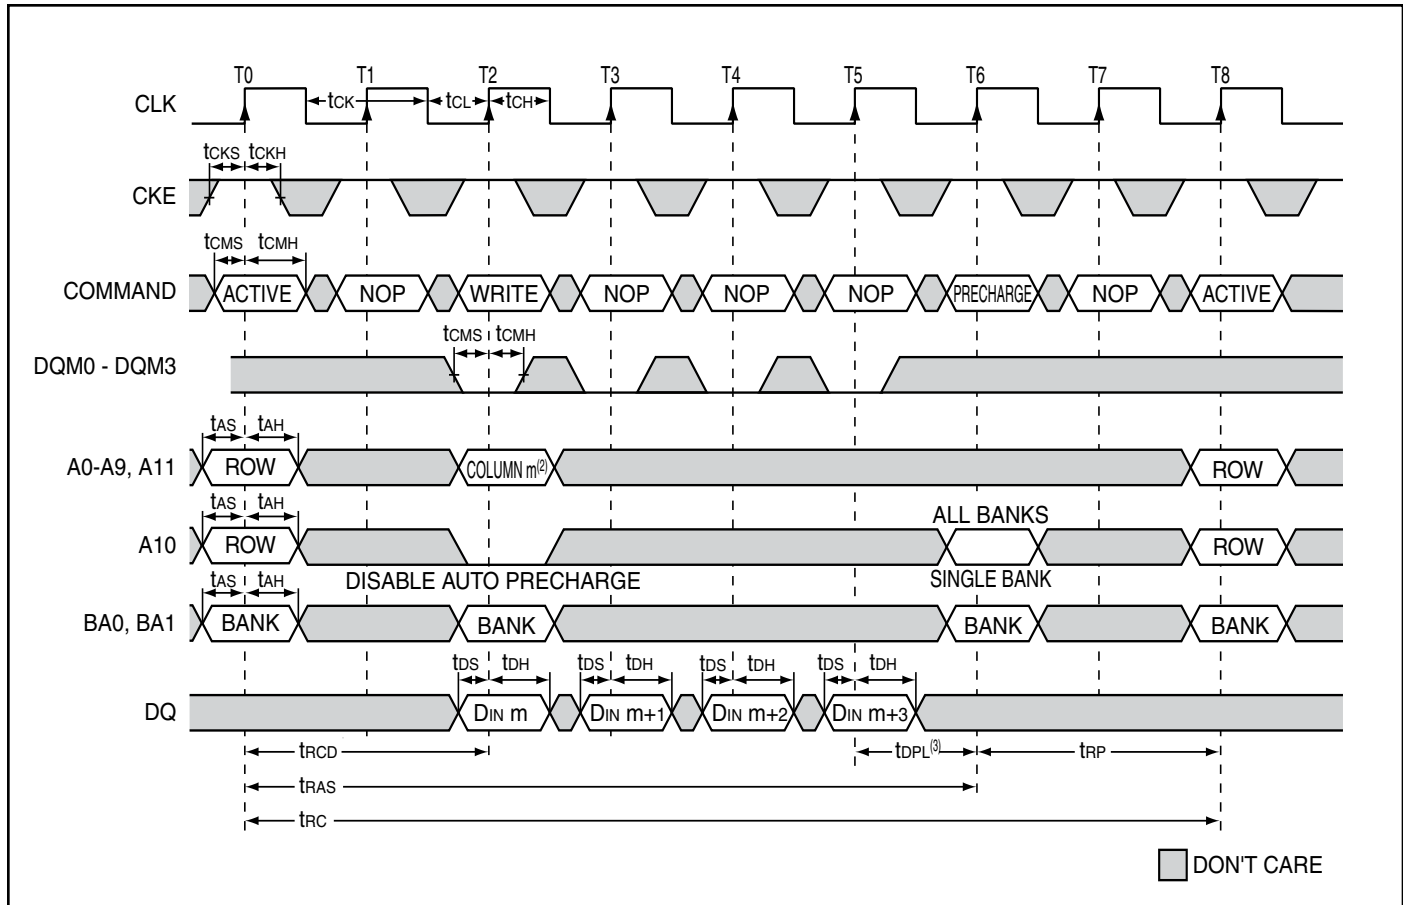 T0 T1 T2 T3 T4 T5 T6 T7 T8
CLK tCK tCL tCH
tCKS tCKH
CKE
tCMS tCMH
COMMAND ACTIVE NOP WRITE NOP NOP NOP PRECHARGE NOP ACTIVE
tCMS tCMH
DQM0 - DQM3
tAS tAH
A0-A9, A11 ROW COLUMN m(2) ROW
tAS tAH ALL BANKS
A10 ROW ROW
tAS tAH DISABLE AUTO PRECHARGE SINGLE BANK
BA0, BA1 BANK BANK BANK BANK
tDS tDH tDS tDH tDS tDH tDS tDH
DQ DIN m DIN m+1 DIN m+2 DIN m+3
tRCD tDPL(3) tRP
tRAS
tRC
DON'T CARE